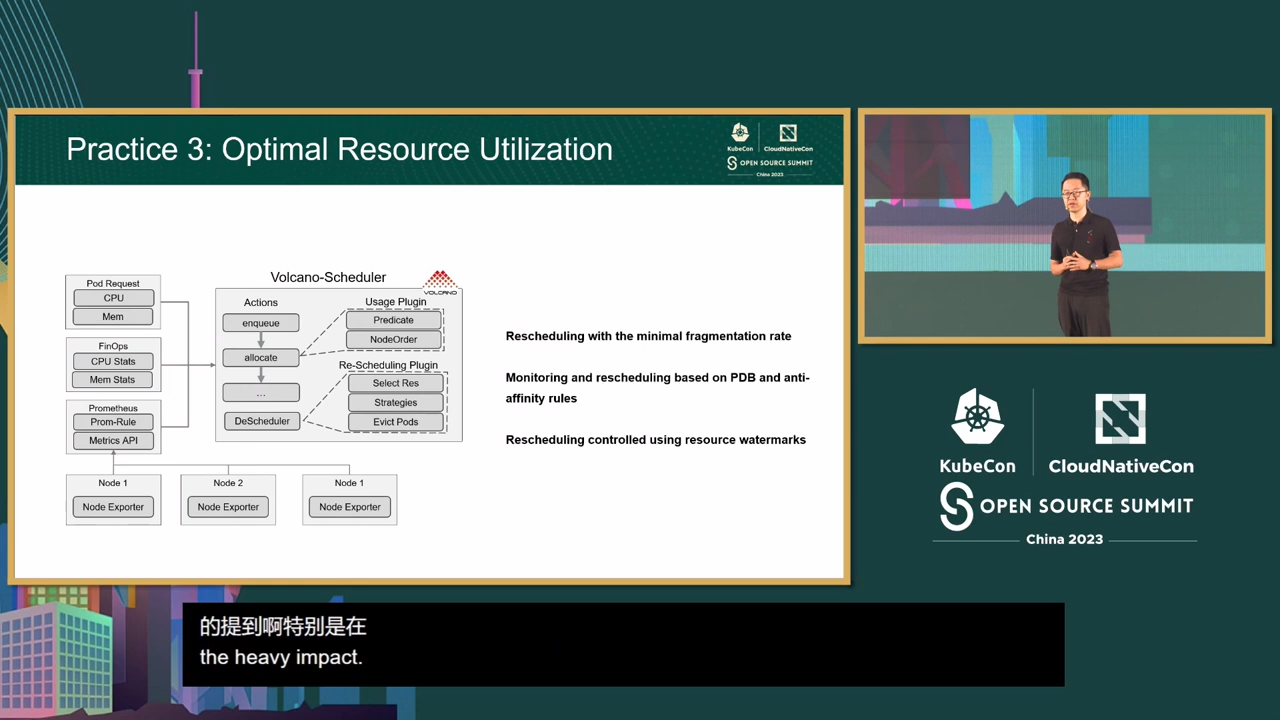 Practice 3: Optimal Resource Utilization
KubeCon
CloudNativeCon
OPEN SOURCE SUMMIT
China 2023
Volcano-Scheduler
VOLCANO
Pod Request
CPU
Mem
FinOps
CPU Stats
Mem Stats
Prometheus
Prom-Rule
Metrics API
Actions
enqueue
allocate
...
DeScheduler
Usage Plugin
Predicate
NodeOrder
Re-Scheduling Plugin
Select Res
Strategies
Evict Pods
Node 1
Node Exporter
Node 2
Node Exporter
Node 1
Node Exporter
Rescheduling with the minimal fragmentation rate
Monitoring and rescheduling based on PDB and anti-
affinity rules
Rescheduling controlled using resource watermarks
KubeCon
CloudNativeCon
OPEN SOURCE SUMMIT
China 2023
的提到啊特别是在
the heavy impact.